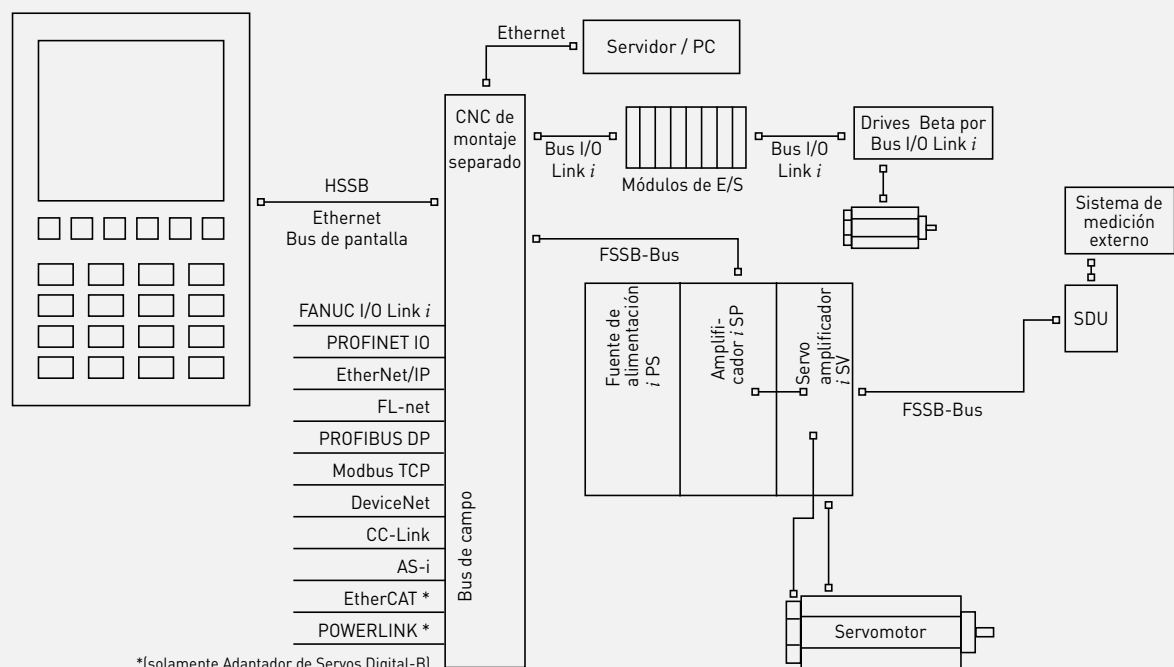 Ethernet
Servidor / PC
CNC de
montaje
separado
Bus I/O
Link i
Módulos de E/S
Bus I/O
Link i
Drives Beta por
Bus I/O Link i
HSSB
Ethernet
Bus de pantalla
FSSB-Bus
Sistema de
medición
externo
SDU
Fuente de
alimentación
i PS
Amplifi-
cador i SP
Servo
amplificador
i SV
FSSB-Bus
FANUC I/O Link i
PROFINET IO
EtherNet/IP
FL-net
PROFIBUS DP
Modbus TCP
DeviceNet
CC-Link
AS-i
EtherCAT *
POWERLINK *
Bus de campo
Servomotor
*(solamente Adaptador de Servos Digital-B)